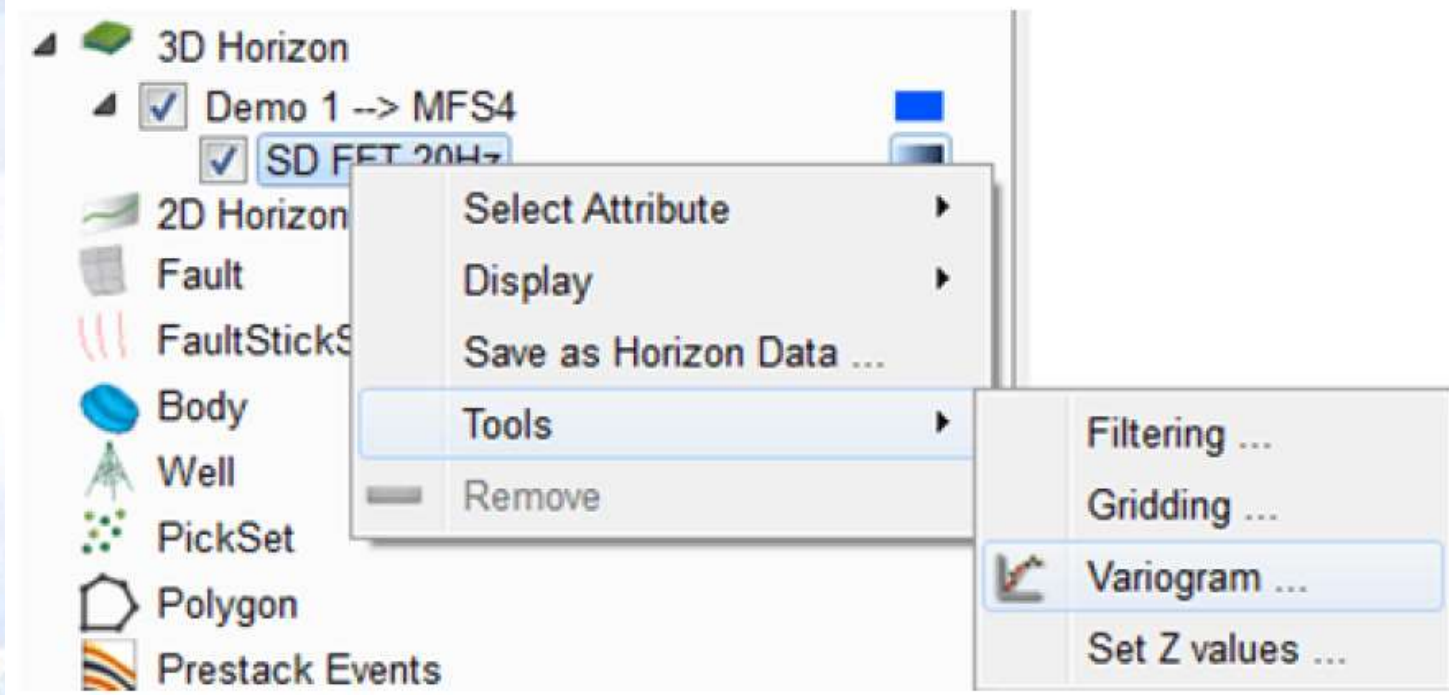 3D Horizon
Demo 1 --> MFS4
SD FFT 20Hz
2D Horizon
Fault
FaultStickS
Body
Well
PickSet
Polygon
Prestack Events
Select Attribute
Display
Save as Horizon Data ...
Tools
Remove
Filtering ...
Gridding ...
Variogram ...
Set Z values ...